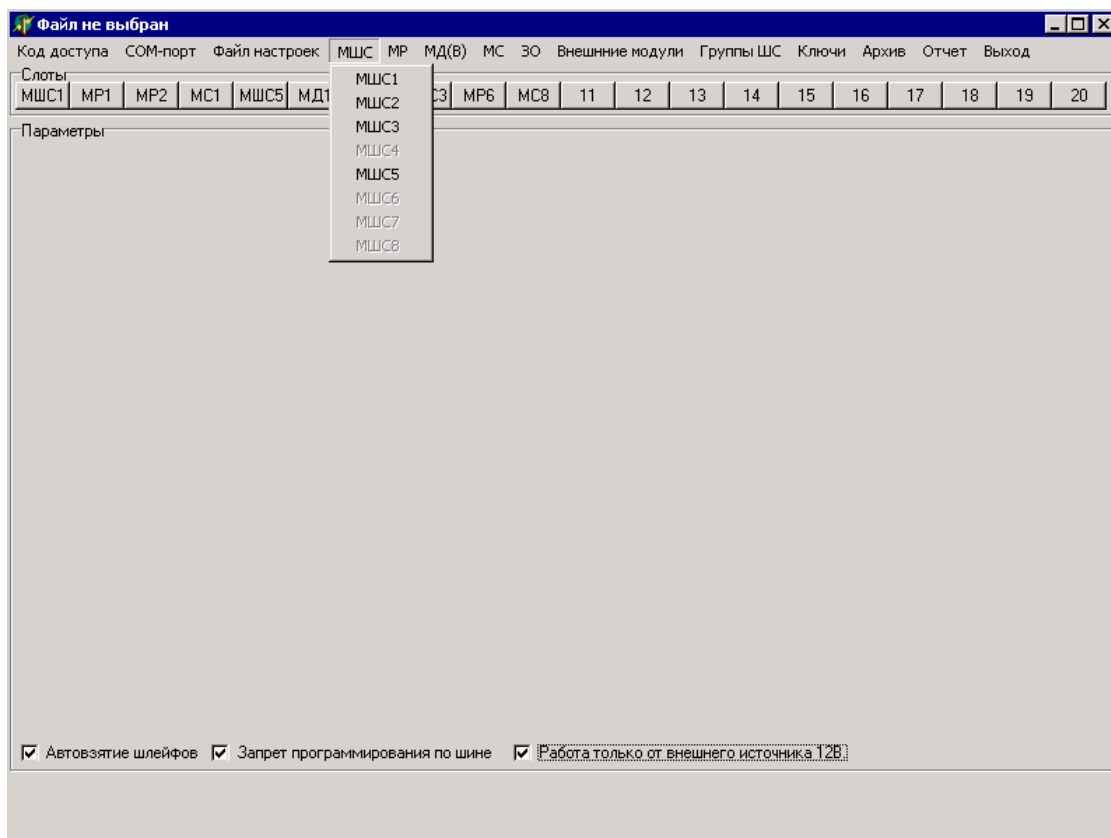 Файл не выбран
Код доступа COM-порт Файл настроек МШС МР МД(В) МС ЗО Внешнние модули Группы ШС Ключи Архив Отчет Выход
Слоты
МШС1 МР1 МР2 МС1 МШС5 МД1 С3 МР6 МС8 11 12 13 14 15 16 17 18 19 20
МШС1
МШС2
МШС3
МШС4
МШС5
МШС6
МШС7
МШС8
Параметры
Автовзятие шлейфов Запрет программирования по шине Работа только от внешнего источника 12В.